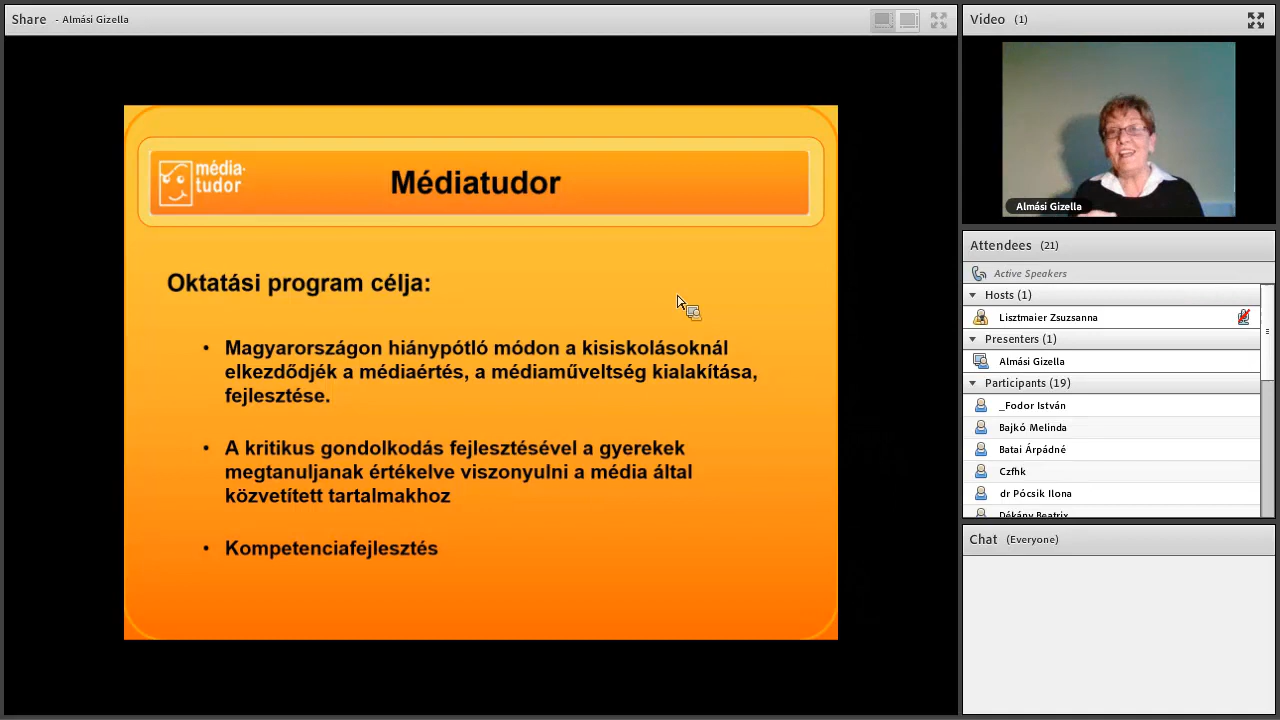 Share - Almási Gizella
média-
tudor
Médiatudor
Oktatási program célja:
• Magyarországon hiánypótló módon a kisiskolásoknál
elkezdődjék a médiaértés, a médiaműveltség kialakítása,
fejlesztése.
• A kritikus gondolkodás fejlesztésével a gyerekek
megtanuljanak értékelve viszonyulni a média által
közvetített tartalmakhoz
• Kompetenciafejlesztés
Video (1)
Almási Gizella
Attendees (21)
Active Speakers
Hosts (1)
Lisztmaier Zsuzsanna
Presenters (1)
Almási Gizella
Participants (19)
_Fodor István
Bajkó Melinda
Batai Árpádné
Czfhk
dr Pócsik Ilona
Dékány Beatrix
Chat (Everyone)